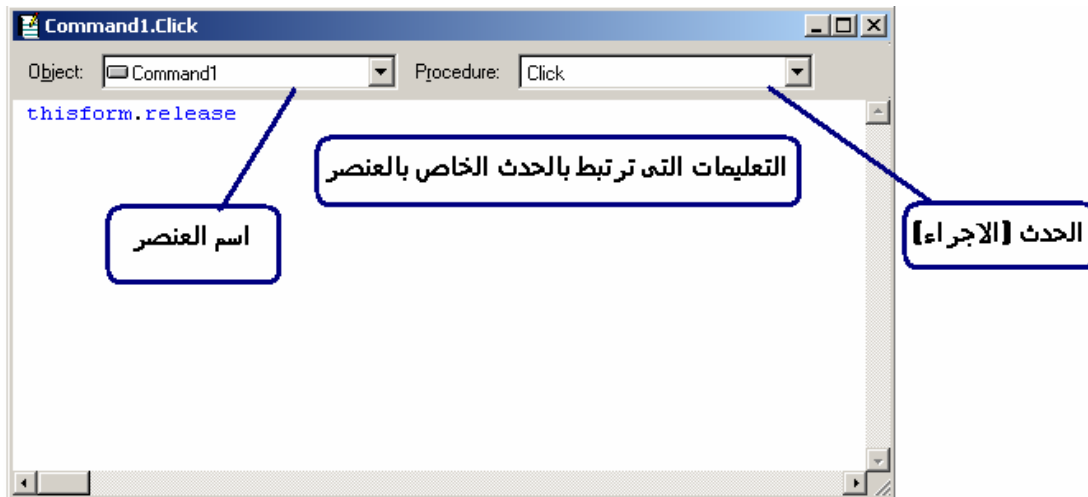 Command1.Click
Object: Command1 Procedure: Click
thisform.release
التعليمات التى ترتبط بالحدث الخاص بالعنصر
اسم العنصر
الحدث (الاجراء)